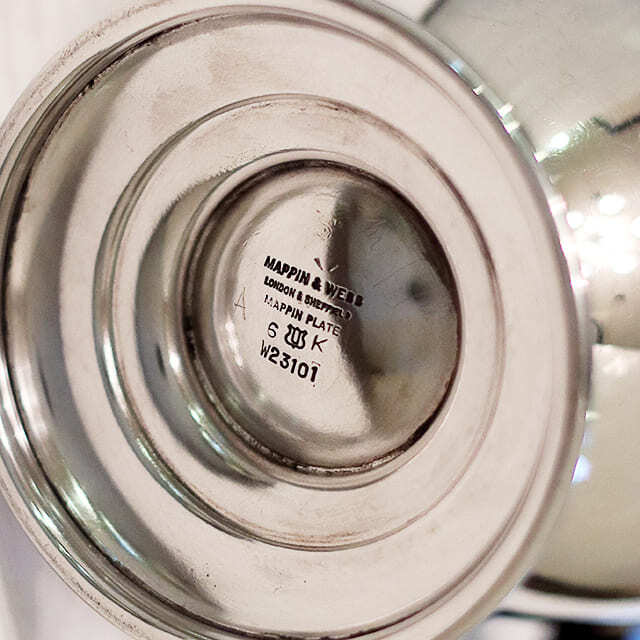 MAPPIN & WEBB
LONDON & SHEFFIELD
MAPPIN PLATE
A
6 K
W23101